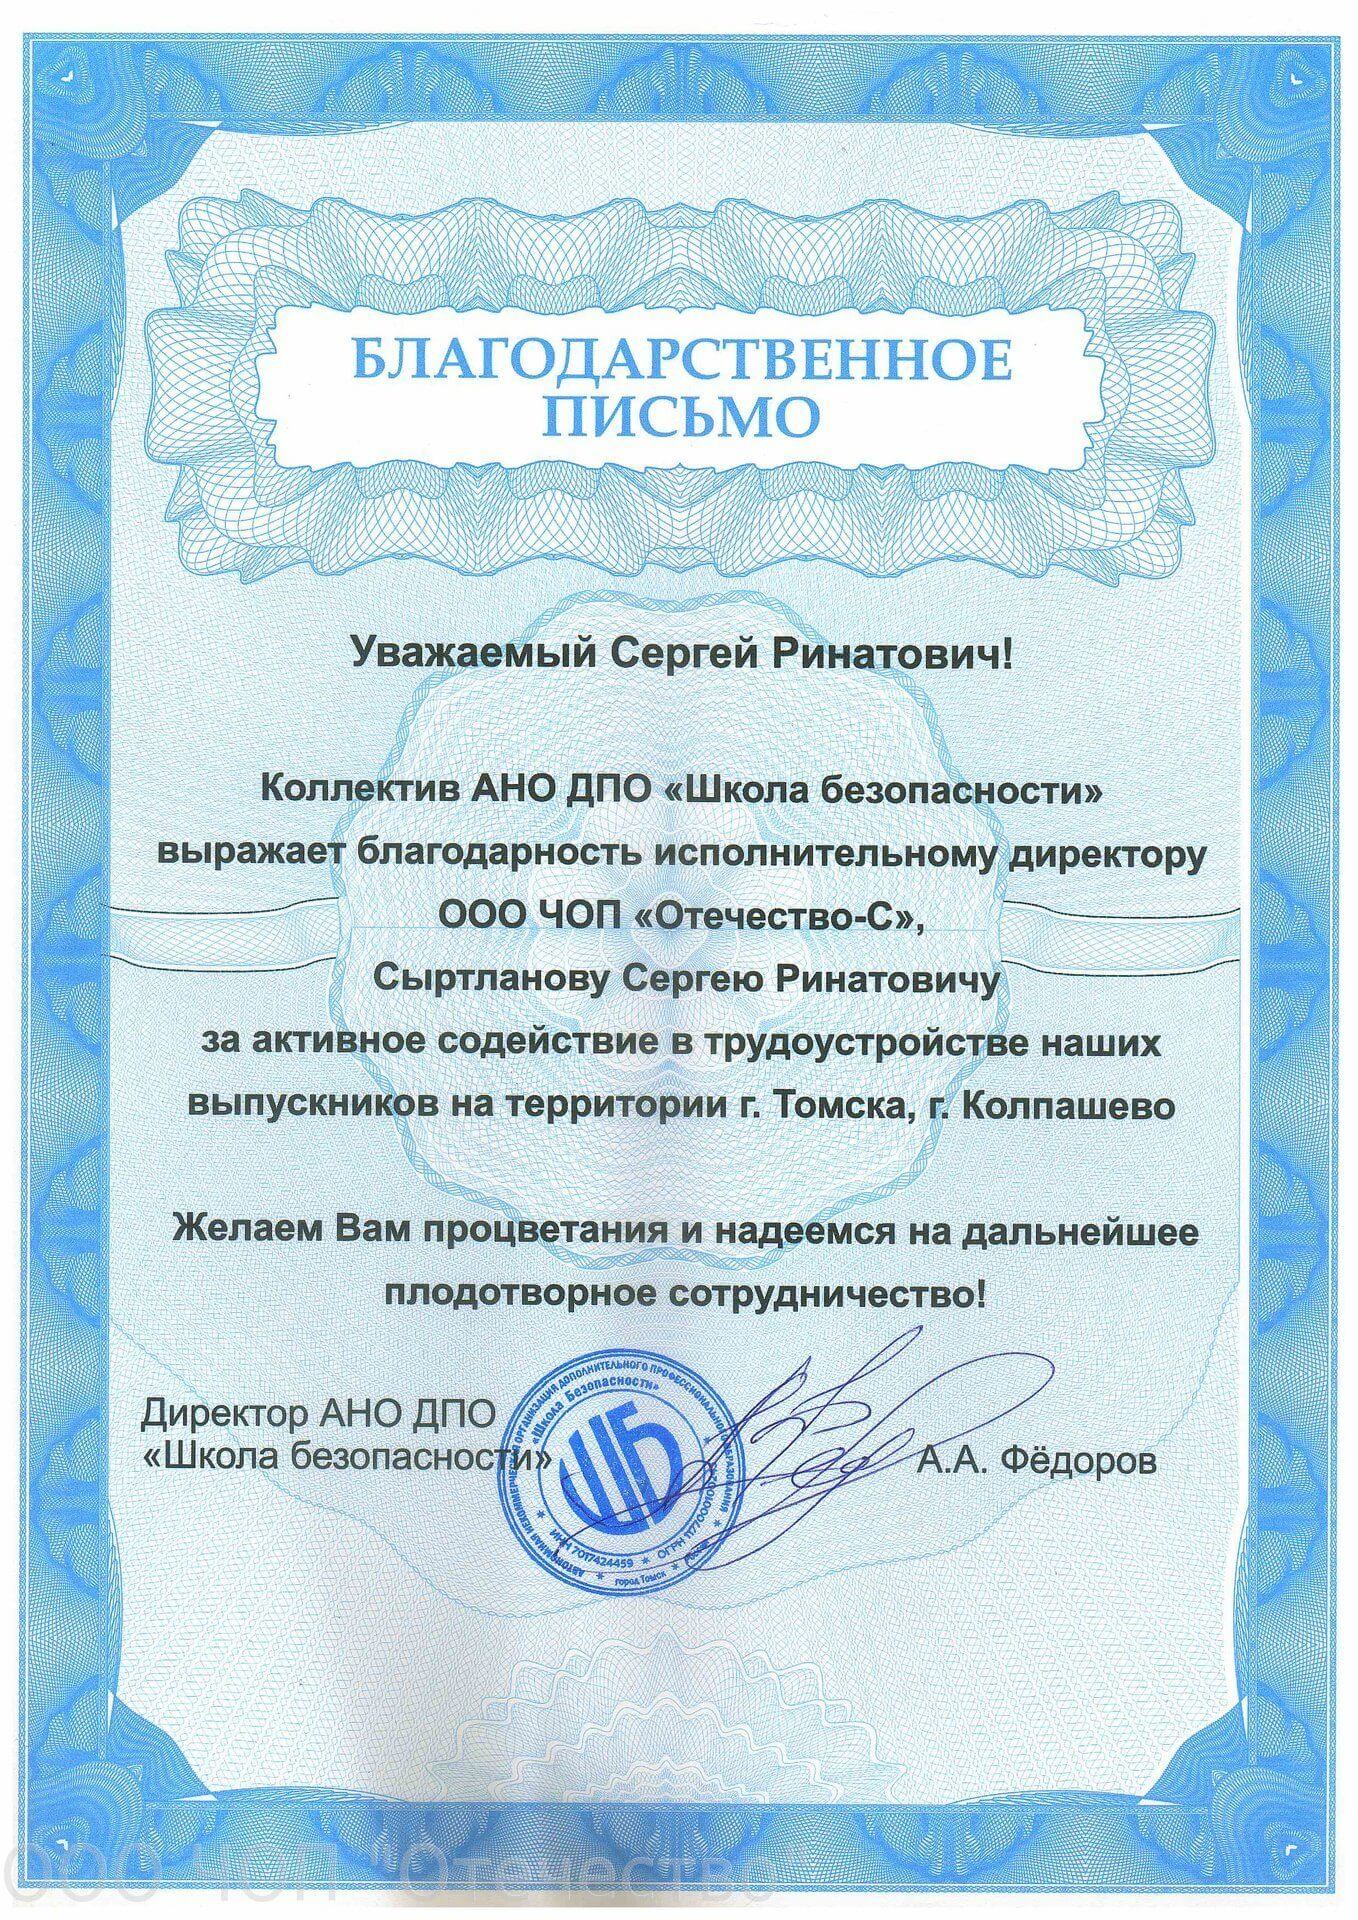 БЛАГОДАРСТВЕННОЕ
ПИСЬМО
Уважаемый Сергей Ринатович!
Коллектив АНО ДПО «Школа безопасности»
выражает благодарность исполнительному директору
ООО ЧОП «Отечество-С»,
Сыртланову Сергею Ринатовичу
за активное содействие в трудоустройстве наших
выпускников на территории г. Томска, г. Колпашево
Желаем Вам процветания и надеемся на дальнейшее
плодотворное сотрудничество!
Директор АНО ДПО
«Школа безопасности»
А.А. Фёдоров
АВТОНОМНАЯ НЕКОММЕРЧЕСКАЯ ОРГАНИЗАЦИЯ ДОПОЛНИТЕЛЬНОГО ПРОФЕССИОНАЛЬНОГО ОБРАЗОВАНИЯ
«Школа Безопасности»
ШБ
ИНН 7017424459 * ОГРН
город Томск * Россия
ООО ЧОП "Отечество